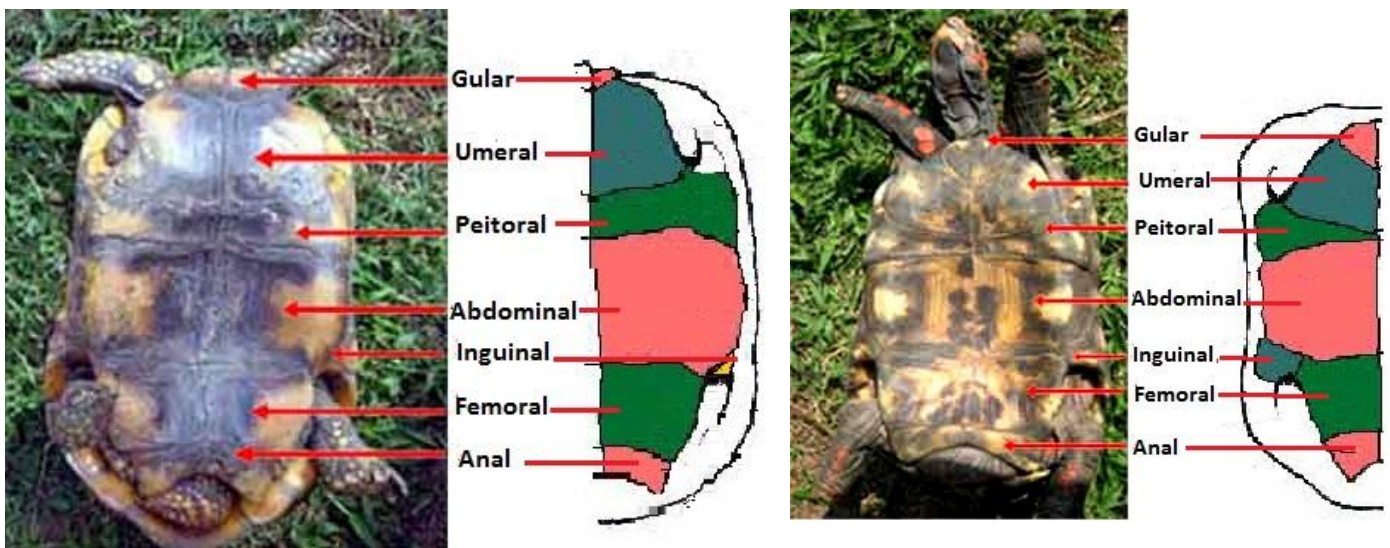 Gular
Umeral
Peitoral
Abdominal
Inguinal
Femoral
Anal
Gular
Umeral
Peitoral
Abdominal
Inguinal
Femoral
Anal